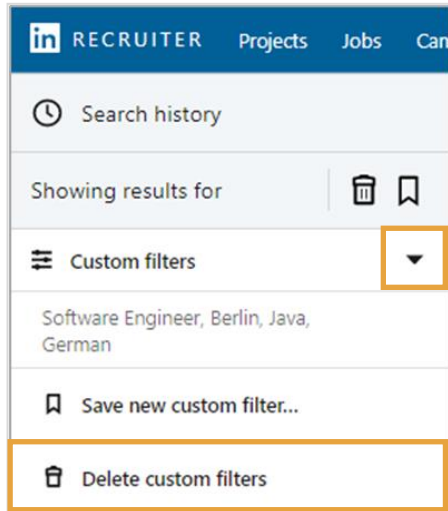 in RECRUITER Projects Jobs
Search history
Showing results for
Custom filters
Software Engineer, Berlin, Java,
German
Save new custom filter...
Delete custom filters